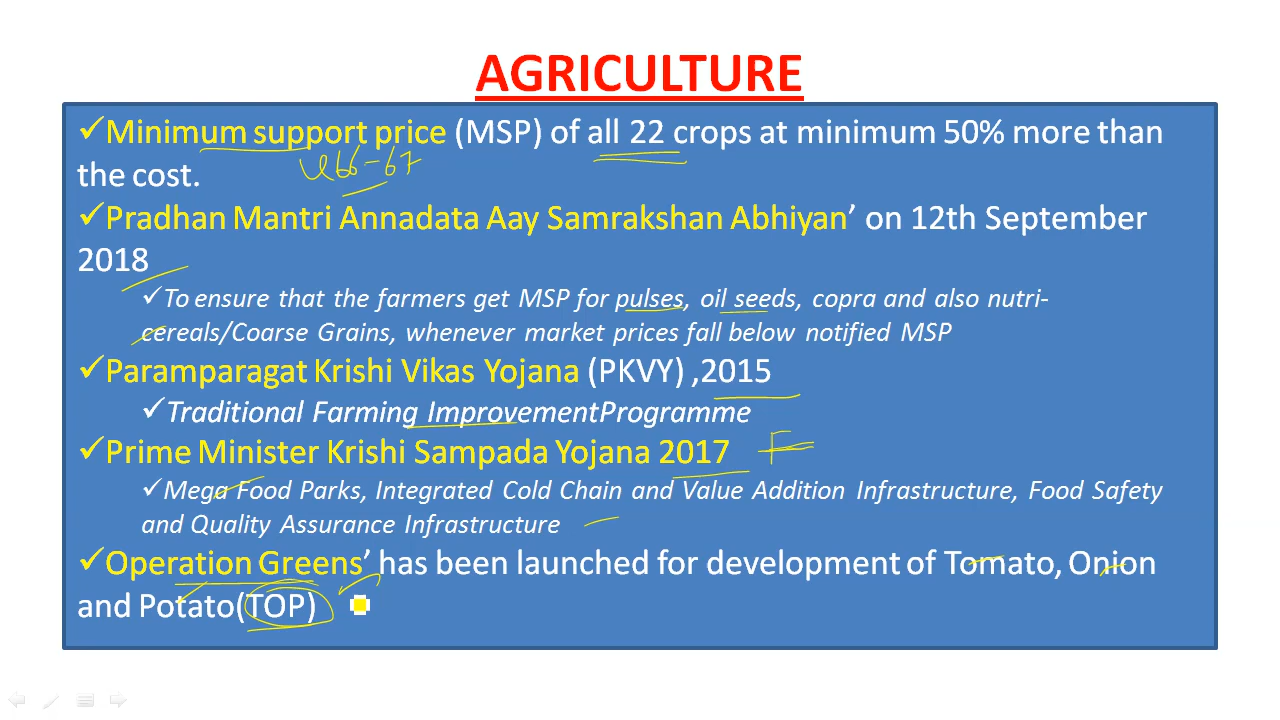 AGRICULTURE
✓Minimum support price (MSP) of all 22 crops at minimum 50% more than
the cost.
66-67
✓Pradhan Mantri Annadata Aay Samrakshan Abhiyan’ on 12th September
2018
✓To ensure that the farmers get MSP for pulses, oil seeds, copra and also nutri-
cereals/Coarse Grains, whenever market prices fall below notified MSP
✓Paramparagat Krishi Vikas Yojana (PKVY) ,2015
✓Traditional Farming ImprovementProgramme
✓Prime Minister Krishi Sampada Yojana 2017
✓Mega Food Parks, Integrated Cold Chain and Value Addition Infrastructure, Food Safety
and Quality Assurance Infrastructure
✓Operation Greens’ has been launched for development of Tomato, Onion
and Potato(TOP)